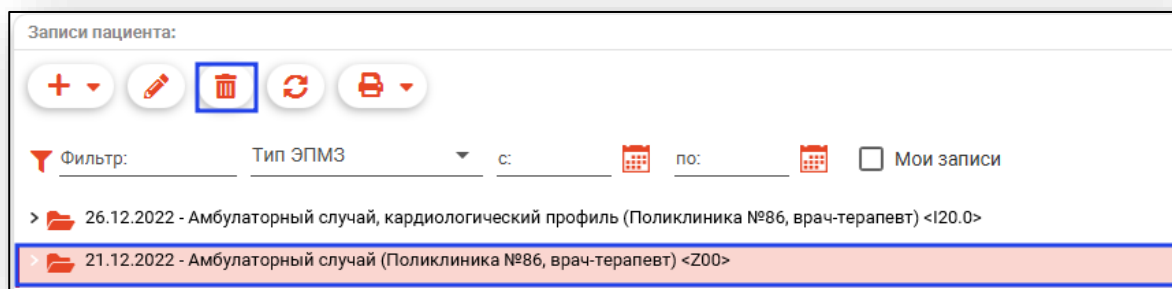 Записи пациента:
Фильтр: Тип ЭПМЗ с: по: Мои записи
26.12.2022 - Амбулаторный случай, кардиологический профиль (Поликлиника №86, врач-терапевт) <I20.0>
21.12.2022 - Амбулаторный случай (Поликлиника №86, врач-терапевт) <Z00>